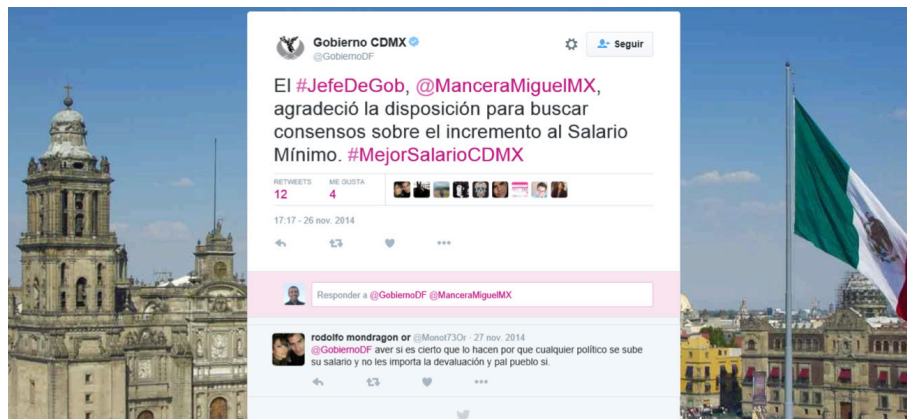 Gobierno CDMX
@GobiernoDF
Seguir
El #JefeDeGob, @ManceraMiguelMX,
agradeció la disposición para buscar
consensos sobre el incremento al Salario
Mínimo. #MejorSalarioCDMX
RETWEETS ME GUSTA
12 4
17:17 - 26 nov. 2014
Responder a @GobiernoDF @ManceraMiguelMX
rodolfo mondragon or @Monot73Or · 27 nov. 2014
@GobiernoDF aver si es cierto que lo hacen por que cualquier político se sube
su salario y no les importa la devaluación y pal pueblo si.